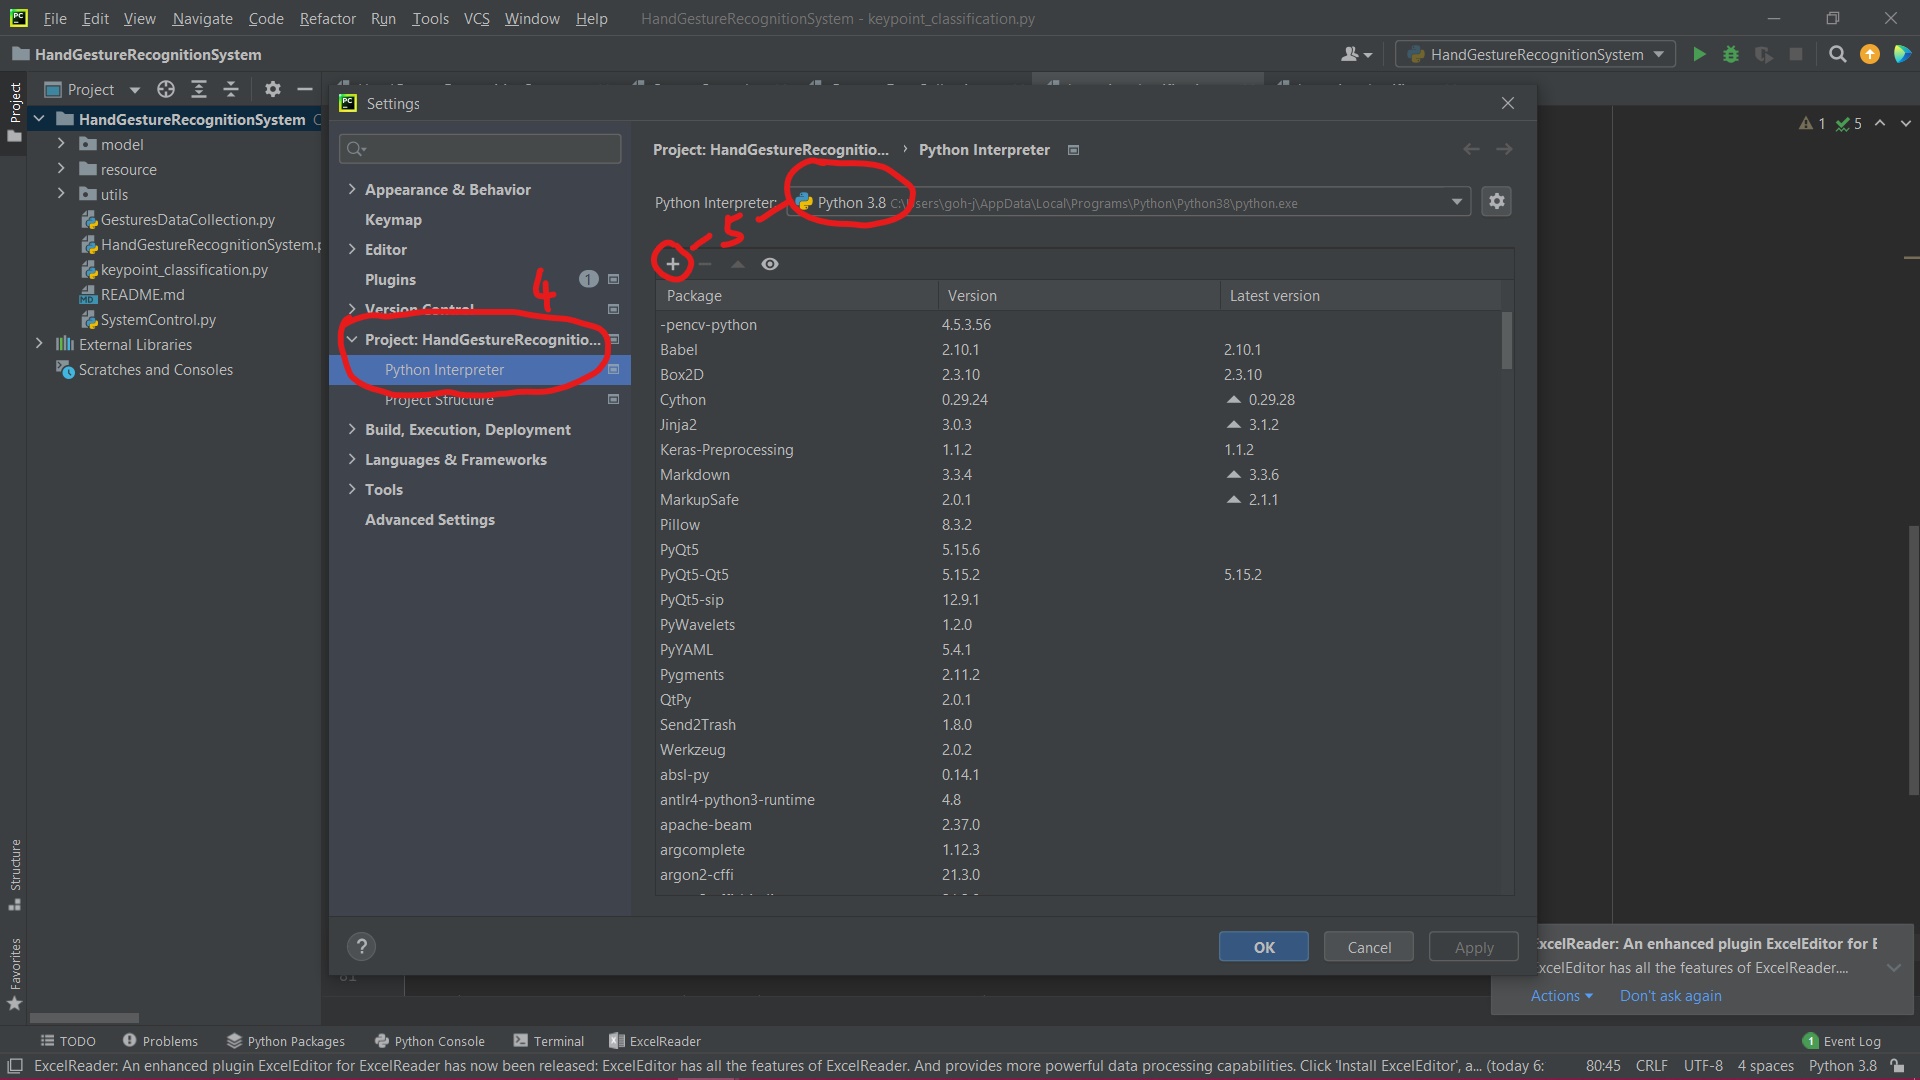 PC File Edit View Navigate Code Refactor Run Tools VCS Window Help HandGestureRecognitionSystem - keypoint_classification.py
HandGestureRecognitionSystem
HandGestureRecognitionSystem
Project
Project
HandGestureRecognitionSystem
model
resource
utils
GesturesDataCollection.py
HandGestureRecognitionSystem.p
keypoint_classification.py
README.md
SystemControl.py
External Libraries
Scratches and Consoles
Structure
Favorites
1 5
PC Settings
Appearance & Behavior
Keymap
Editor
Plugins 1
Version Control
Project: HandGestureRecognitio...
Python Interpreter
Project Structure
Build, Execution, Deployment
Languages & Frameworks
Tools
Advanced Settings
4
Project: HandGestureRecognitio... › Python Interpreter
Python Interpreter: Python 3.8 C:\Users\goh-j\AppData\Local\Programs\Python\Python38\python.exe
5
Package Version Latest version
-pencv-python 4.5.3.56
Babel 2.10.1 2.10.1
Box2D 2.3.10 2.3.10
Cython 0.29.24 0.29.28
Jinja2 3.0.3 3.1.2
Keras-Preprocessing 1.1.2 1.1.2
Markdown 3.3.4 3.3.6
MarkupSafe 2.0.1 2.1.1
Pillow 8.3.2
PyQt5 5.15.6
PyQt5-Qt5 5.15.2 5.15.2
PyQt5-sip 12.9.1
PyWavelets 1.2.0
PyYAML 5.4.1
Pygments 2.11.2
QtPy 2.0.1
Send2Trash 1.8.0
Werkzeug 2.0.2
absl-py 0.14.1
antlr4-python3-runtime 4.8
apache-beam 2.37.0
argcomplete 1.12.3
argon2-cffi 21.3.0
? OK Cancel Apply
ExcelReader: An enhanced plugin ExcelEditor for E
ExcelEditor has all the features of ExcelReader....
Actions Don't ask again
TODO Problems Python Packages Python Console Terminal ExcelReader 1 Event Log
ExcelReader: An enhanced plugin ExcelEditor for ExcelReader has now been released: ExcelEditor has all the features of ExcelReader. And provides more powerful data processing capabilities. Click 'Install ExcelEditor', a... (today 6: 80:45 CRLF UTF-8 4 spaces Python 3.8